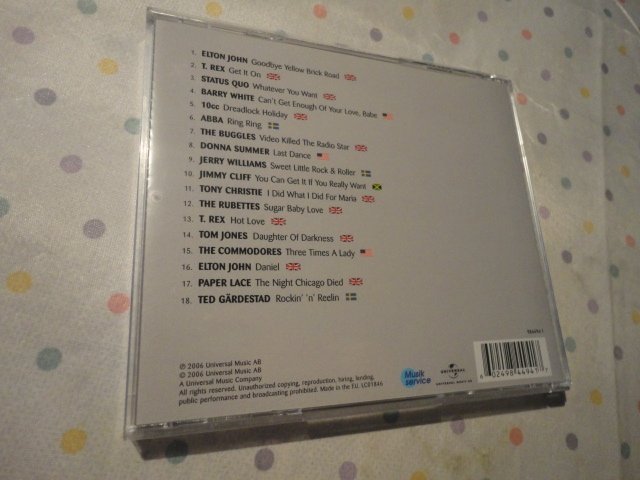 1. ELTON JOHN Goodbye Yellow Brick Road
2. T. REX Get It On
3. STATUS QUO Whatever You Want
4. BARRY WHITE Can't Get Enough Of Your Love, Babe
5. 10cc Dreadlock Holiday
6. ABBA Ring Ring
7. THE BUGGLES Video Killed The Radio Star
8. DONNA SUMMER Last Dance
9. JERRY WILLIAMS Sweet Little Rock & Roller
10. JIMMY CLIFF You Can Get It If You Really Want
11. TONY CHRISTIE I Did What I Did For Maria
12. THE RUBETTES Sugar Baby Love
13. T. REX Hot Love
14. TOM JONES Daughter Of Darkness
15. THE COMMODORES Three Times A Lady
16. ELTON JOHN Daniel
17. PAPER LACE The Night Chicago Died
18. TED GÄRDESTAD Rockin' 'n' Reelin
℗ 2006 Universal Music AB
© 2006 Universal Music AB
A Universal Music Company
All rights reserved. Unauthorized copying, reproduction, hiring, lending,
public performance and broadcasting prohibited. Made in the EU. LC01846
Musik
service
UNIVERSAL
UNIVERSAL MUSIC AB